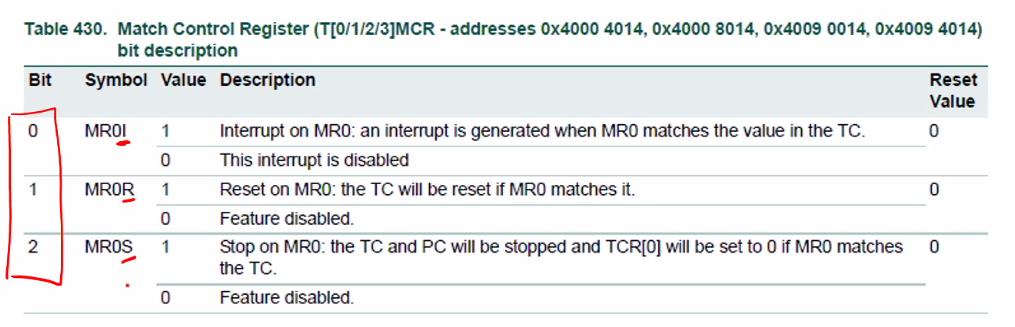 Table 430. Match Control Register (T[0/1/2/3]MCR - addresses 0x4000 4014, 0x4000 8014, 0x4009 0014, 0x4009 4014)
bit description
Bit Symbol Value Description Reset
Value
0 MR0I 1 Interrupt on MR0: an interrupt is generated when MR0 matches the value in the TC. 0
0 This interrupt is disabled
1 MR0R 1 Reset on MR0: the TC will be reset if MR0 matches it. 0
0 Feature disabled.
2 MR0S 1 Stop on MR0: the TC and PC will be stopped and TCR[0] will be set to 0 if MR0 matches 0
the TC.
0 Feature disabled.